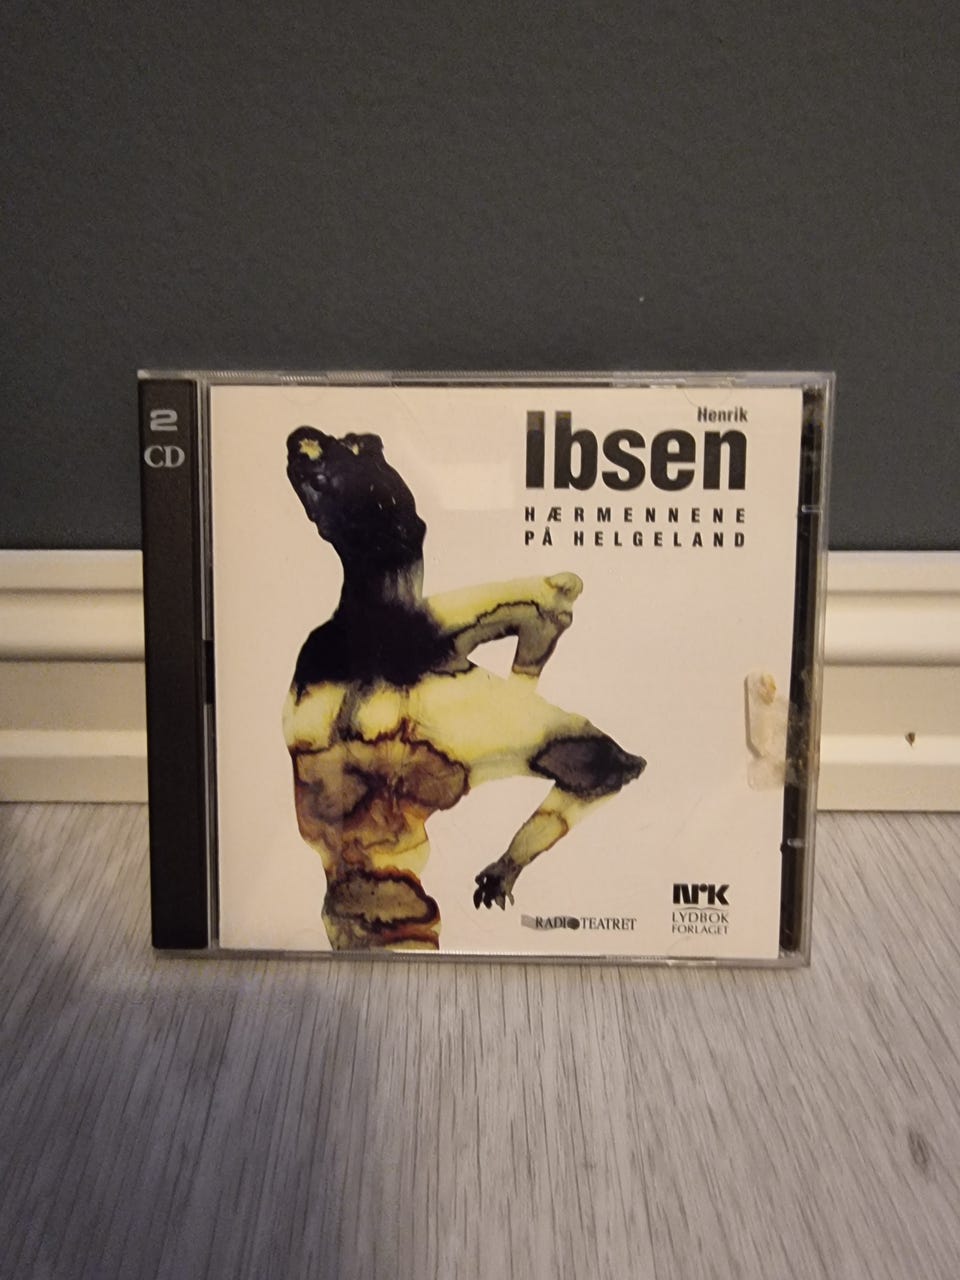 2
CD
Henrik
Ibsen
HÆRMENNENE
PÅ HELGELAND
RADIOTEATRET
NRK
LYDBOK
FORLAGET